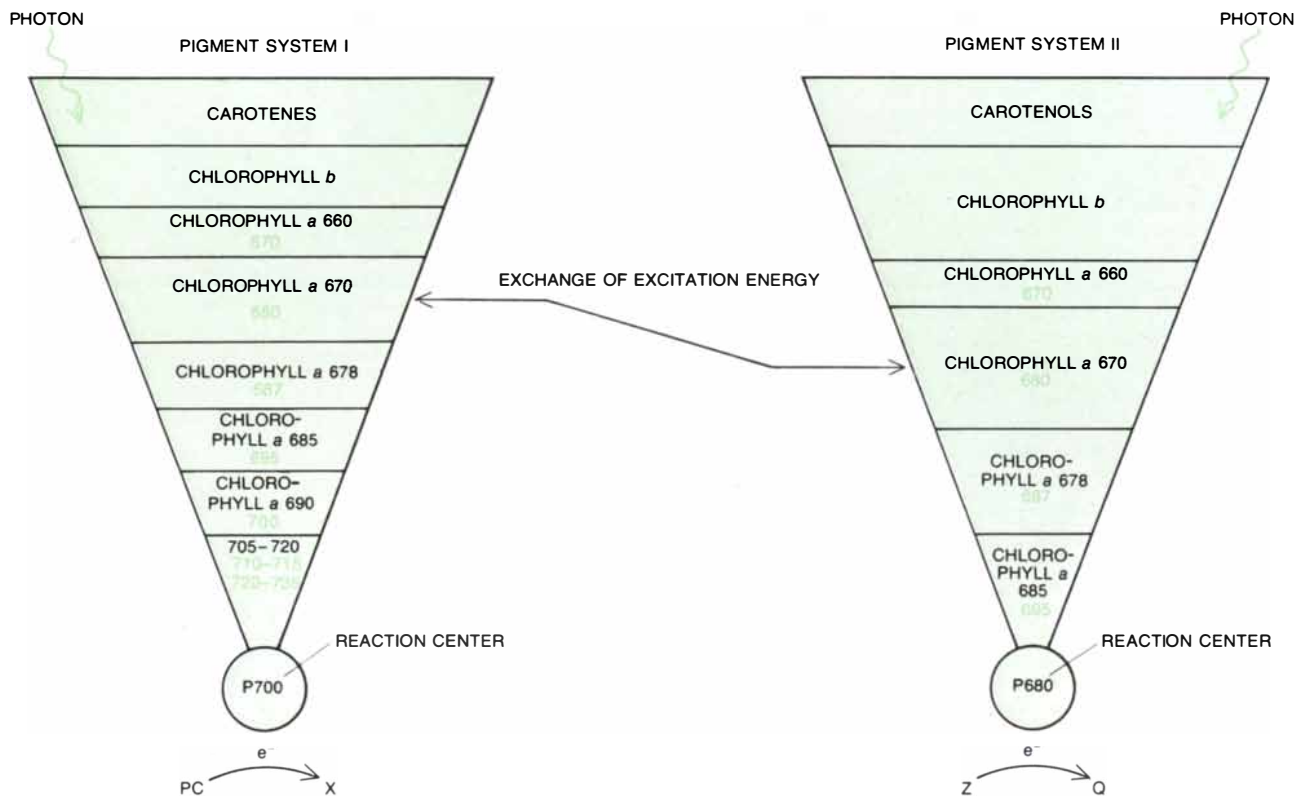 PHOTON
PIGMENT SYSTEM I
CAROTENES
CHLOROPHYLL b
CHLOROPHYLL a 660
670
CHLOROPHYLL a 670
680
CHLOROPHYLL a 678
687
CHLORO-
PHYLL a 685
695
CHLORO-
PHYLL a 690
700
705–720
710–715
720–735
REACTION CENTER
P700
e⁻
PC
X
EXCHANGE OF EXCITATION ENERGY
PHOTON
PIGMENT SYSTEM II
CAROTENOLS
CHLOROPHYLL b
CHLOROPHYLL a 660
670
CHLOROPHYLL a 670
680
CHLORO-
PHYLL a 678
687
CHLORO-
PHYLL a
685
695
REACTION CENTER
P680
e⁻
Z
Q